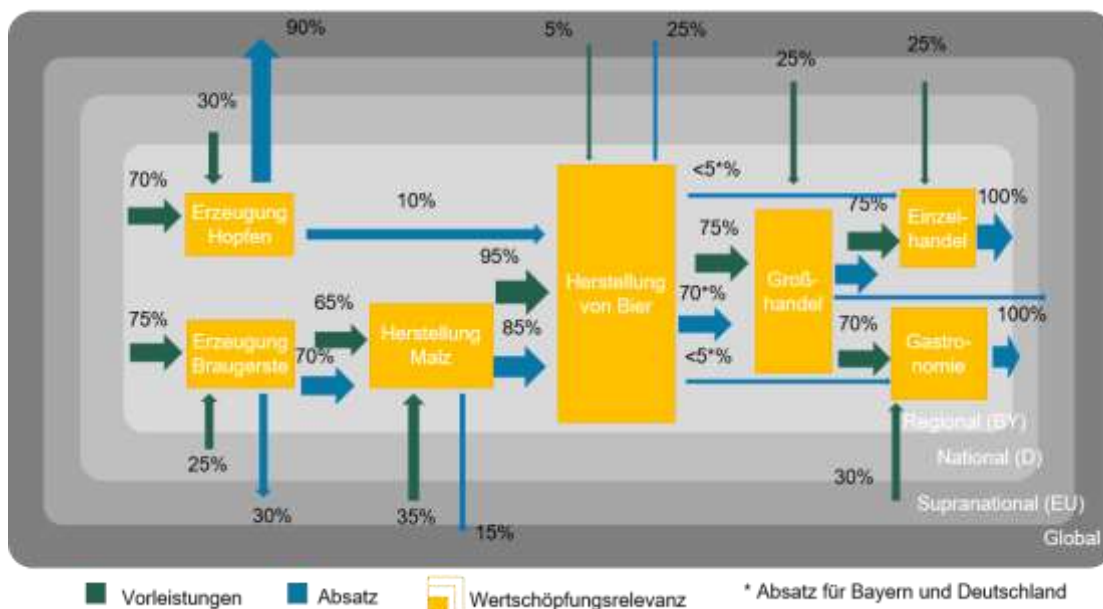 90%
5%
25%
25%
25%
30%
70%
Erzeugung
Hopfen
10%
<5*%
75%
75%
Einzel-
handel
100%
95%
Herstellung
von Bier
Groß-
handel
75%
Erzeugung
Braugerste
65%
70%
Herstellung
Malz
85%
70*%
<5*%
70%
Gastro-
nomie
100%
25%
30%
35%
15%
30%
Regional (BY)
National (D)
Supranational (EU)
Global
Vorleistungen
Absatz
Wertschöpfungsrelevanz
* Absatz für Bayern und Deutschland